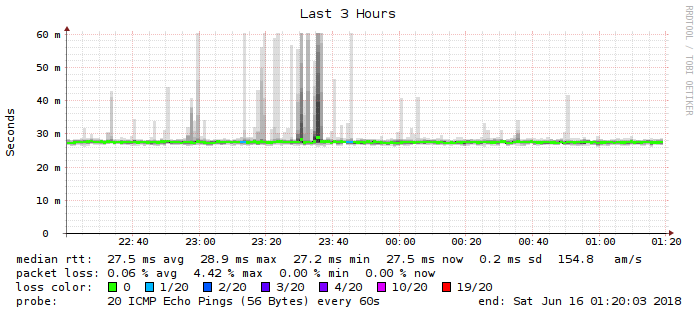 Last 3 Hours
RRDTOOL / TOBI OETIKER
Seconds
60 m
50 m
40 m
30 m
20 m
10 m
0
22:40 23:00 23:20 23:40 00:00 00:20 00:40 01:00 01:20
median rtt: 27.5 ms avg 28.9 ms max 27.2 ms min 27.5 ms now 0.2 ms sd 154.8 am/s
packet loss: 0.06 % avg 4.42 % max 0.00 % min 0.00 % now
loss color: 0 1/20 2/20 3/20 4/20 10/20 19/20
probe: 20 ICMP Echo Pings (56 Bytes) every 60s end: Sat Jun 16 01:20:03 2018